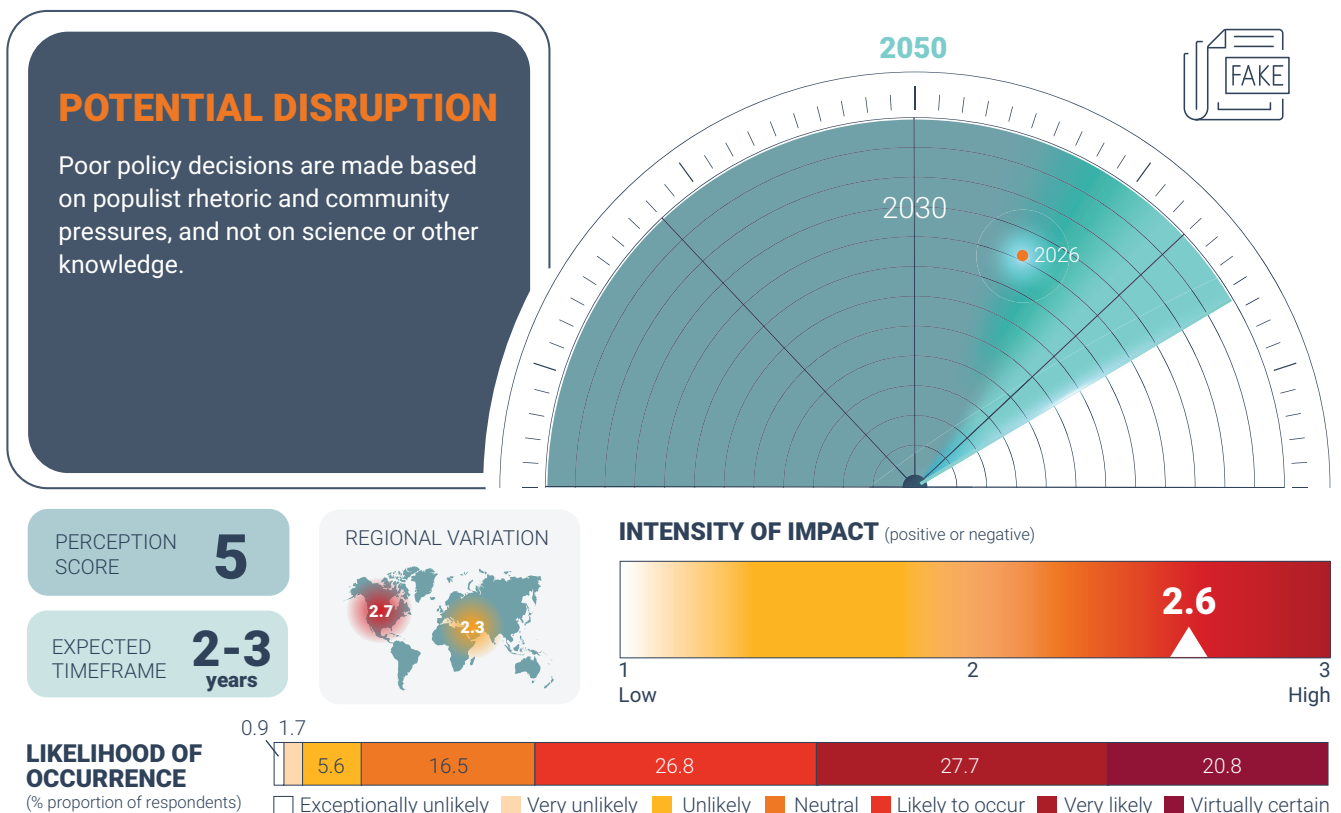 POTENTIAL DISRUPTION
Poor policy decisions are made based
on populist rhetoric and community
pressures, and not on science or other
knowledge.
2050
FAKE
2030
2026
PERCEPTION
SCORE
5
EXPECTED
TIMEFRAME
2-3
years
REGIONAL VARIATION
2.7
2.3
INTENSITY OF IMPACT (positive or negative)
2.6
1
2
3
Low
High
LIKELIHOOD OF
OCCURRENCE
(% proportion of respondents)
0.9 1.7
5.6
16.5
26.8
27.7
20.8
Exceptionally unlikely
Very unlikely
Unlikely
Neutral
Likely to occur
Very likely
Virtually certain